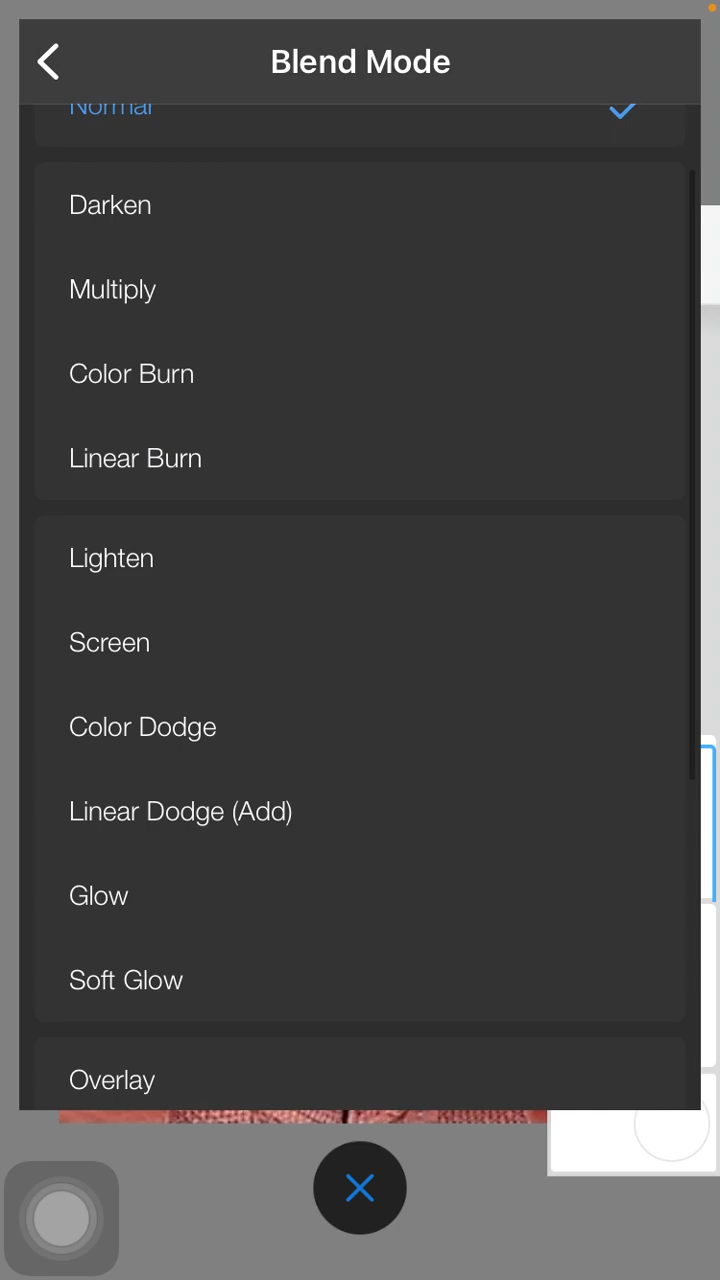 Blend Mode
Normal
Darken
Multiply
Color Burn
Linear Burn
Lighten
Screen
Color Dodge
Linear Dodge (Add)
Glow
Soft Glow
Overlay